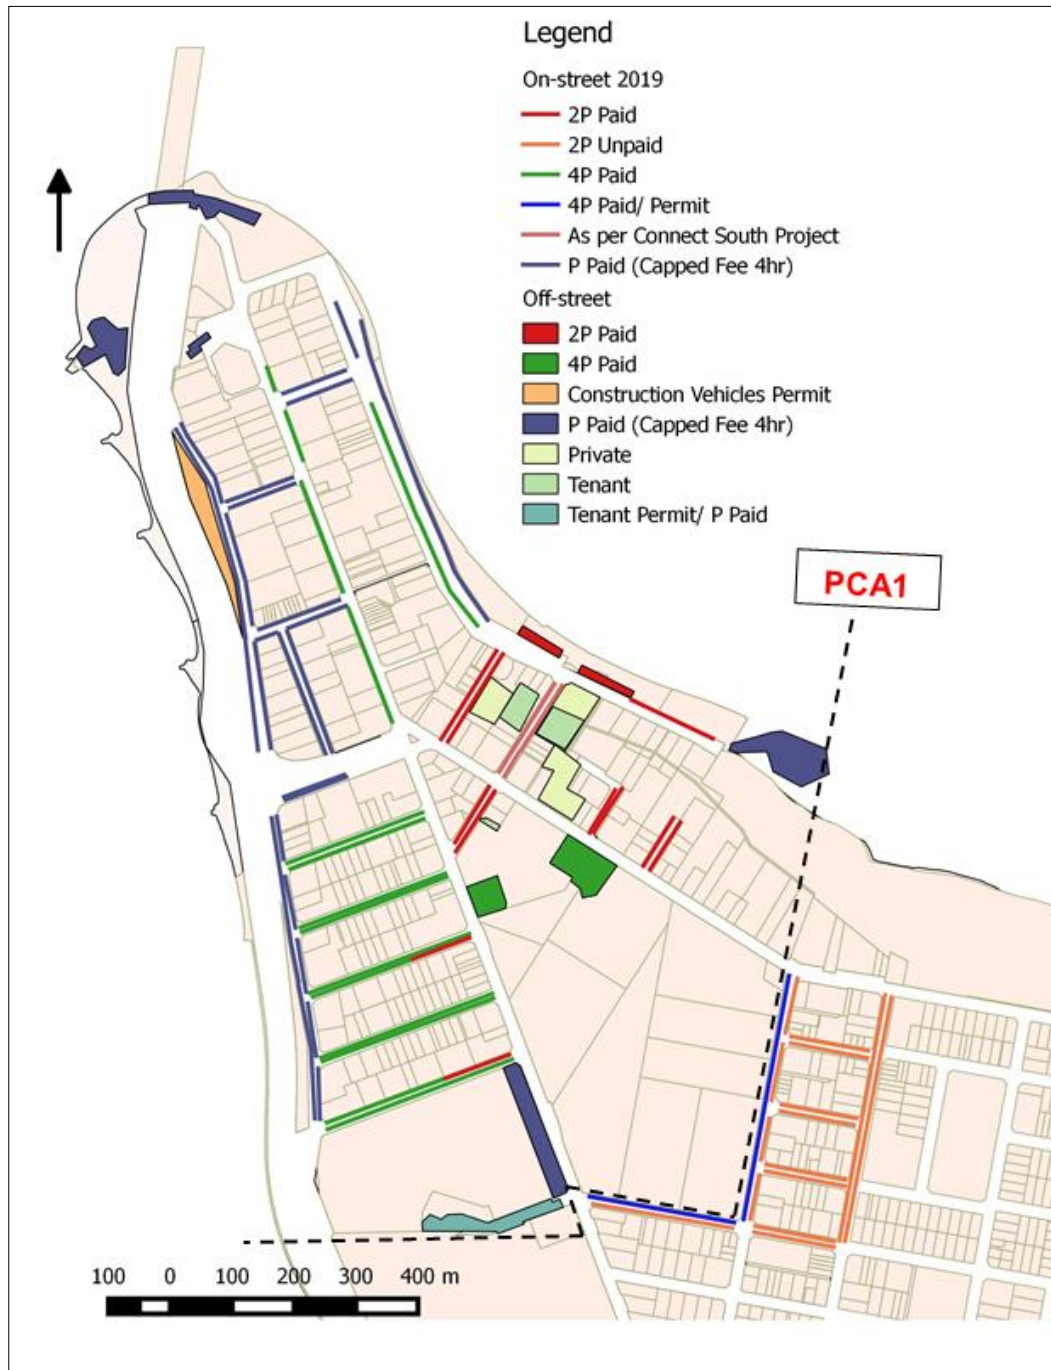 Legend
On-street 2019
2P Paid
2P Unpaid
4P Paid
4P Paid/ Permit
As per Connect South Project
P Paid (Capped Fee 4hr)
Off-street
2P Paid
4P Paid
Construction Vehicles Permit
P Paid (Capped Fee 4hr)
Private
Tenant
Tenant Permit/ P Paid
PCA1
100 0 100 200 300 400 m